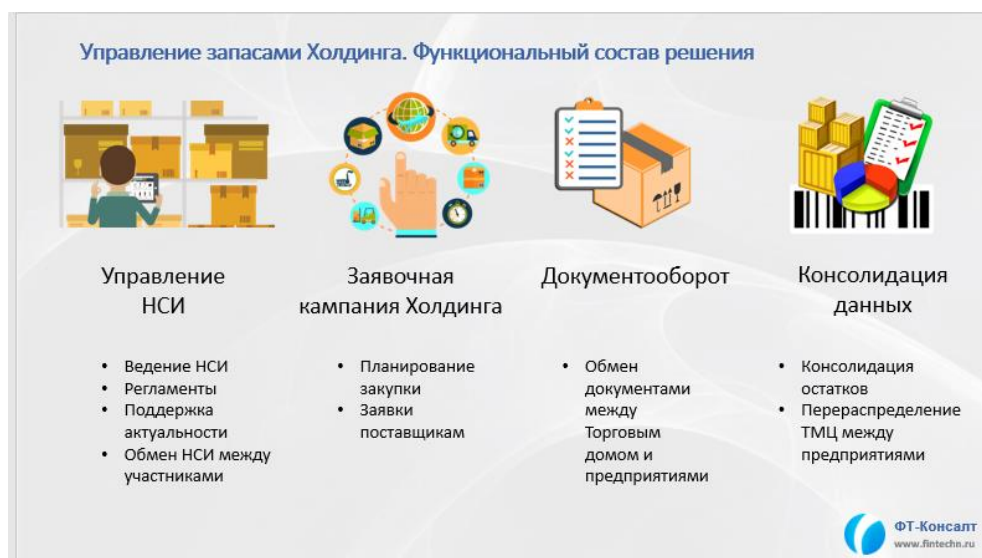 Управление запасами Холдинга. Функциональный состав решения
Управление
НСИ
• Ведение НСИ
• Регламенты
• Поддержка
актуальности
• Обмен НСИ между
участниками
Заявочная
кампания Холдинга
• Планирование
закупки
• Заявки
поставщикам
Документооборот
• Обмен
документами
между
Торговым
домом и
предприятиями
Консолидация
данных
• Консолидация
остатков
• Перераспределение
ТМЦ между
предприятиями
ФТ-Консалт
www.fintechn.ru